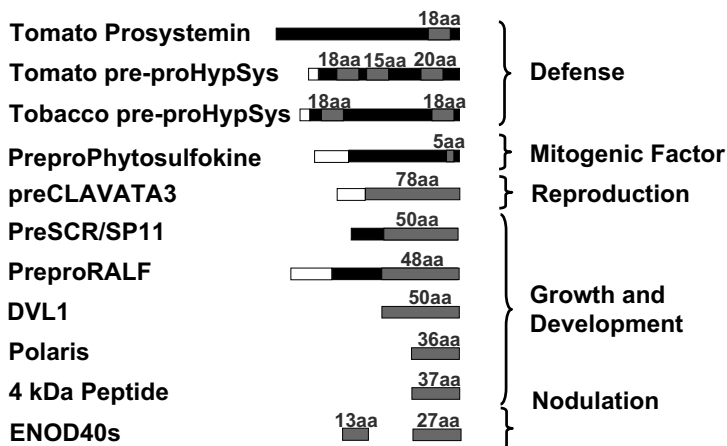 18aa
Tomato Prosystemin
18aa 15aa 20aa
Tomato pre-proHypSys
Defense
18aa 18aa
Tobacco pre-proHypSys
5aa
PreproPhytosulfokine
Mitogenic Factor
78aa
preCLAVATA3
Reproduction
50aa
PreSCR/SP11
48aa
PreproRALF
50aa
DVL1
Growth and
Development
36aa
Polaris
37aa
4 kDa Peptide
Nodulation
13aa 27aa
ENOD40s